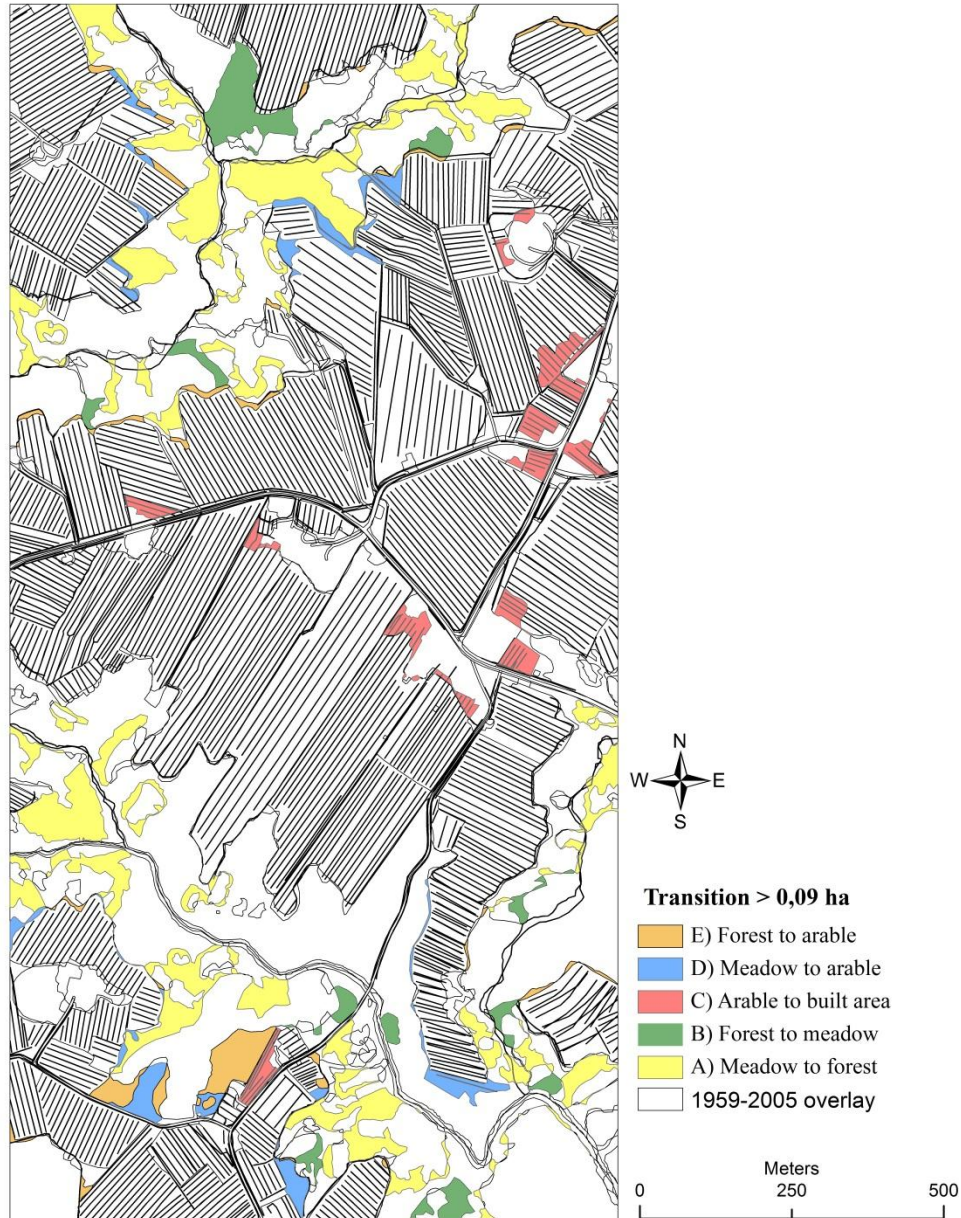 N
W E
S
Transition > 0,09 ha
E) Forest to arable
D) Meadow to arable
C) Arable to built area
B) Forest to meadow
A) Meadow to forest
1959-2005 overlay
Meters
0 250 500